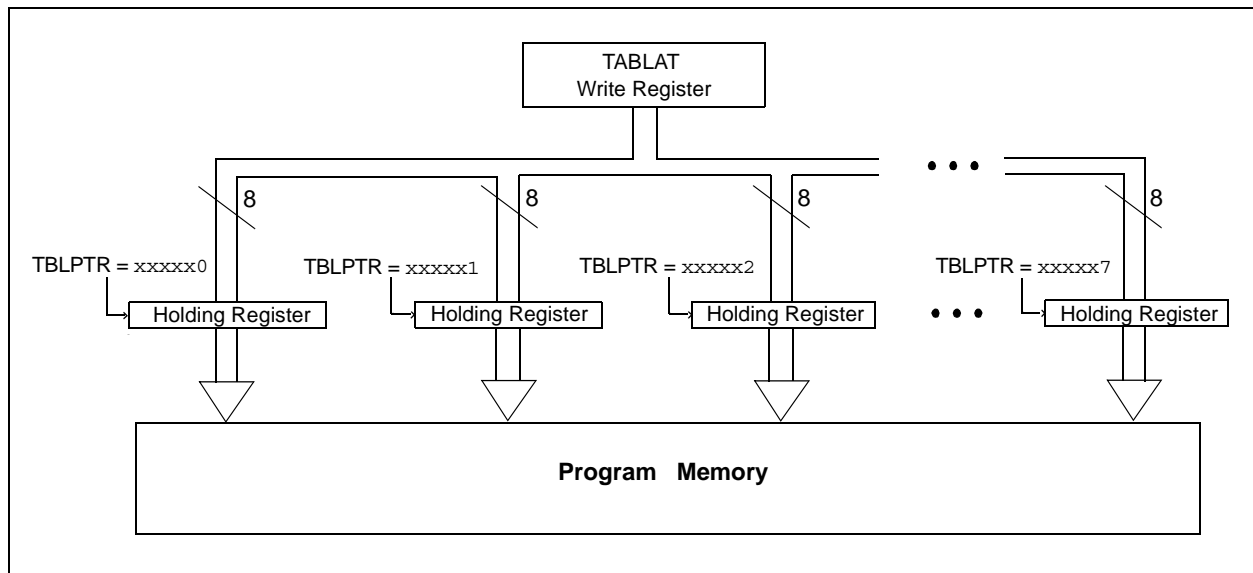 TABLAT
Write Register
8 8 8 8
TBLPTR = xxxxx0 TBLPTR = xxxxx1 TBLPTR = xxxxx2 TBLPTR = xxxxx7
Holding Register Holding Register Holding Register Holding Register
Program Memory